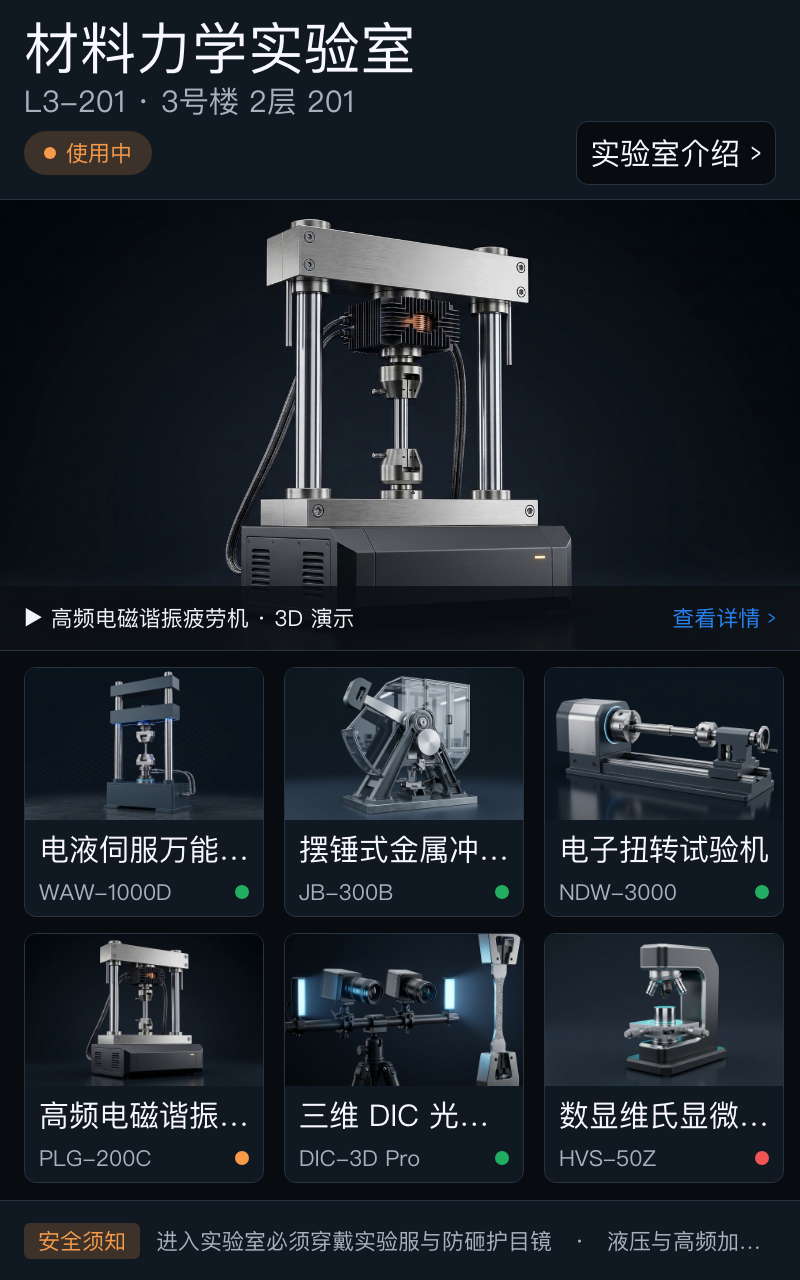 材料力学实验室
L3-201 · 3号楼 2层 201
使用中
实验室介绍 >
高频电磁谐振疲劳机 · 3D 演示
查看详情 >
电液伺服万能…
WAW-1000D
摆锤式金属冲…
JB-300B
电子扭转试验机
NDW-3000
高频电磁谐振…
PLG-200C
三维 DIC 光…
DIC-3D Pro
数显维氏显微…
HVS-50Z
安全须知
进入实验室必须穿戴实验服与防砸护目镜 · 液压与高频加…